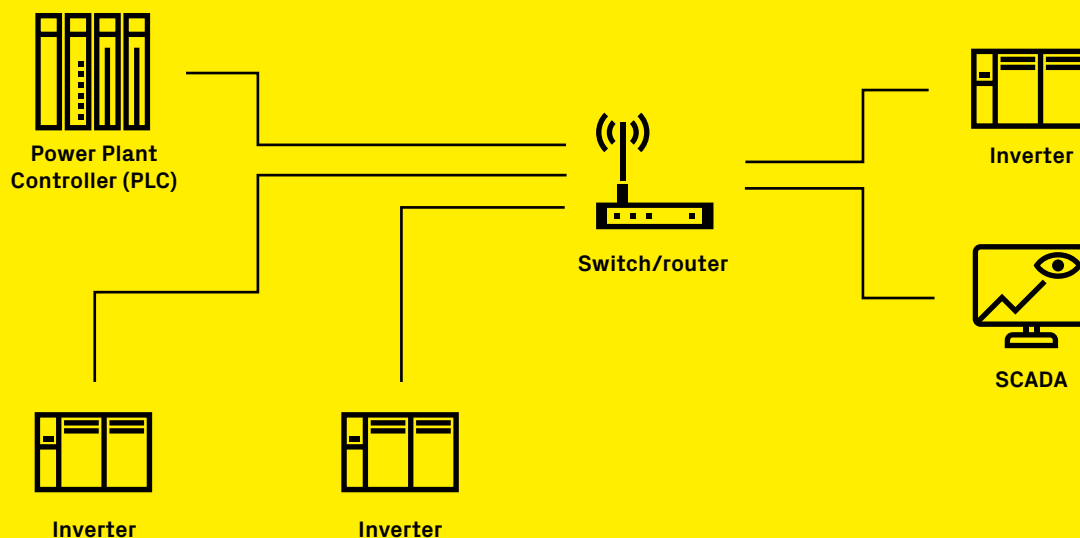 Power Plant
Controller (PLC)
Inverter
Switch/router
SCADA
Inverter
Inverter